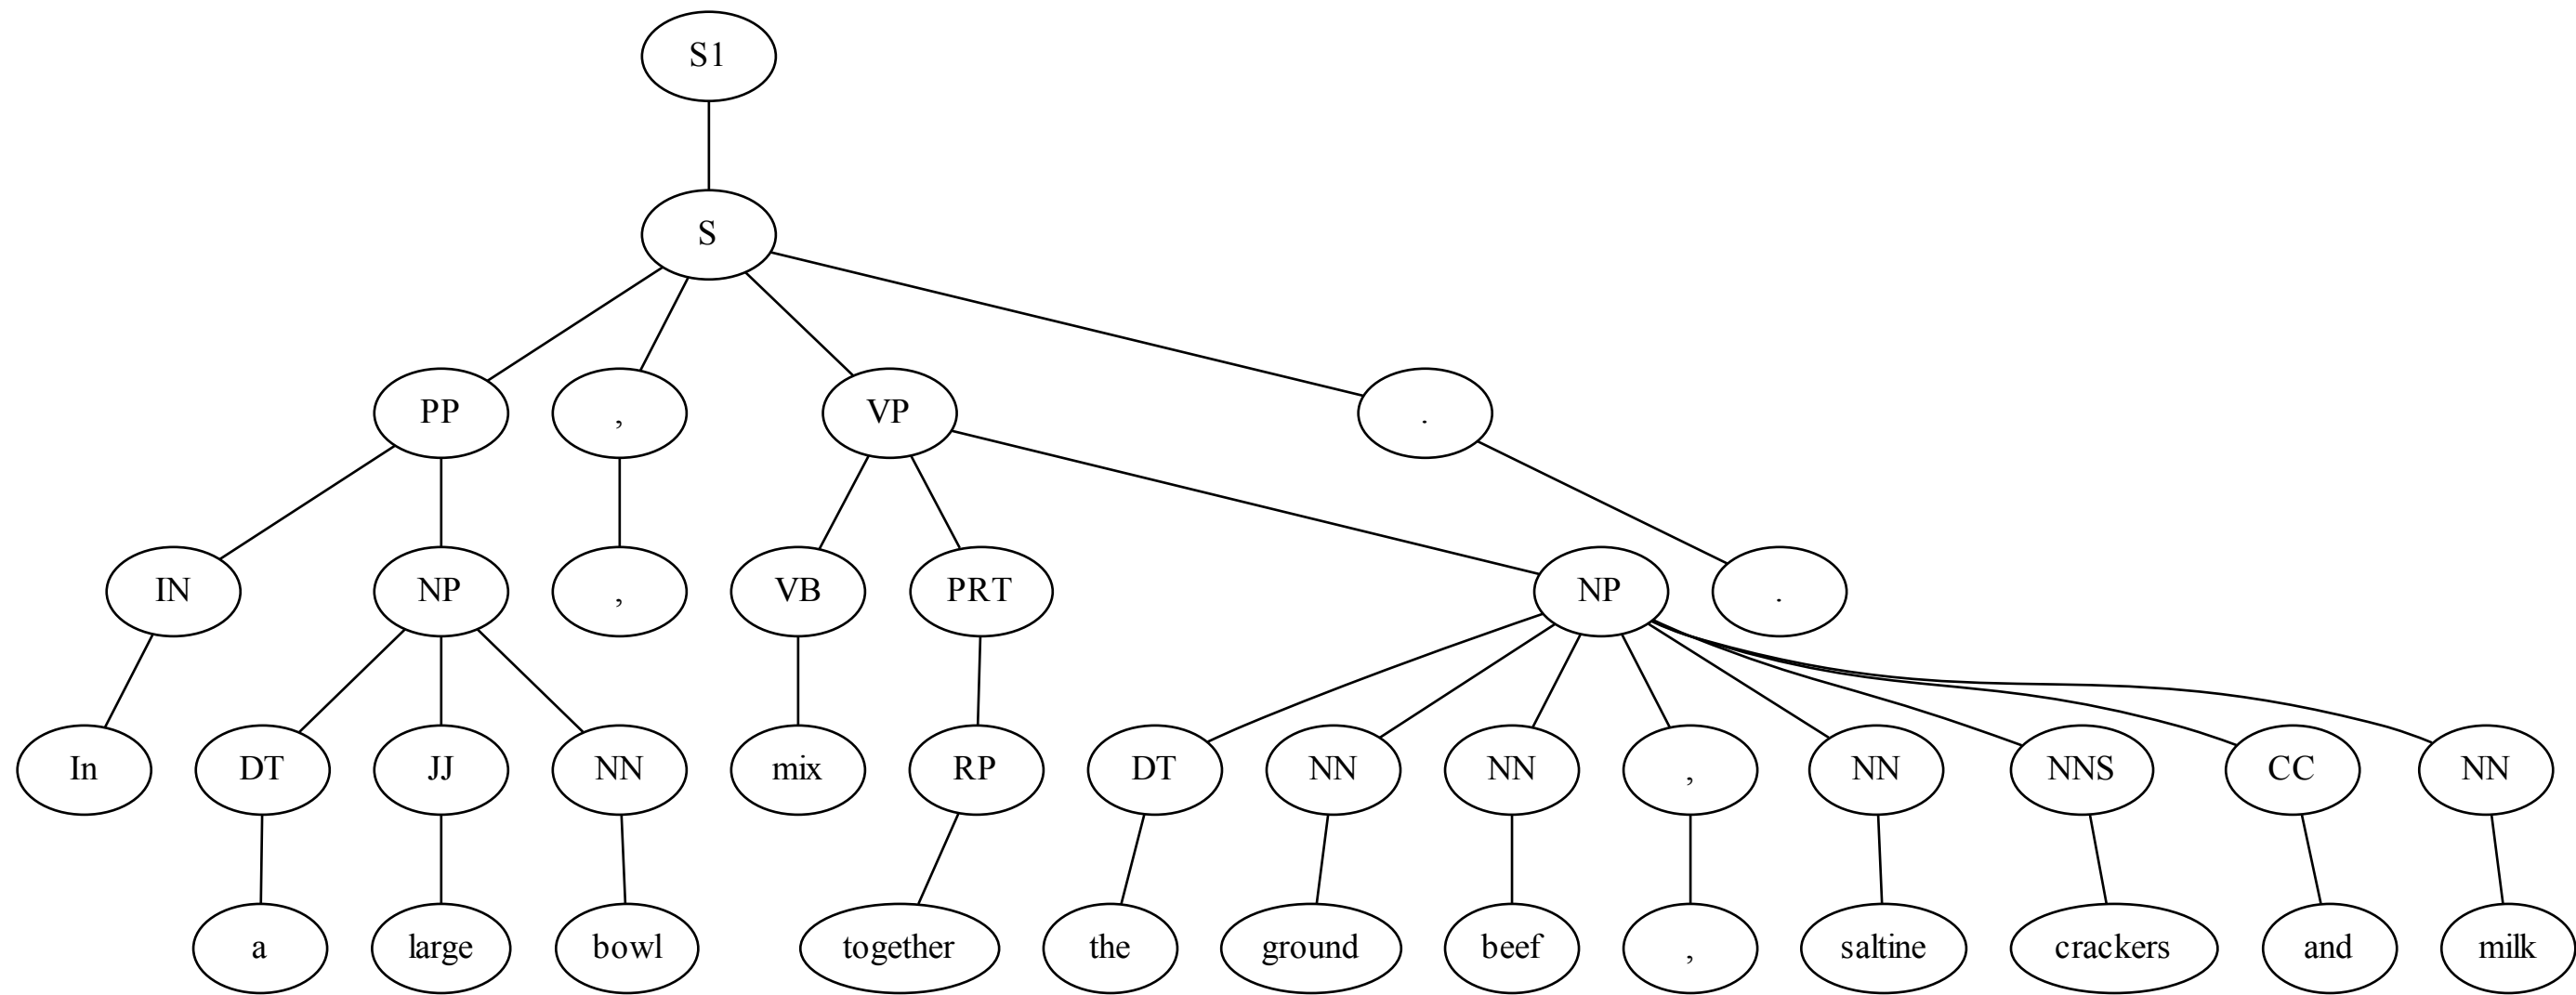 S1
S
PP , VP .
IN NP , VB PRT NP .
In DT JJ NN mix RP DT NN NN , NN NNS CC NN
a large bowl together the ground beef , saltine crackers and milk